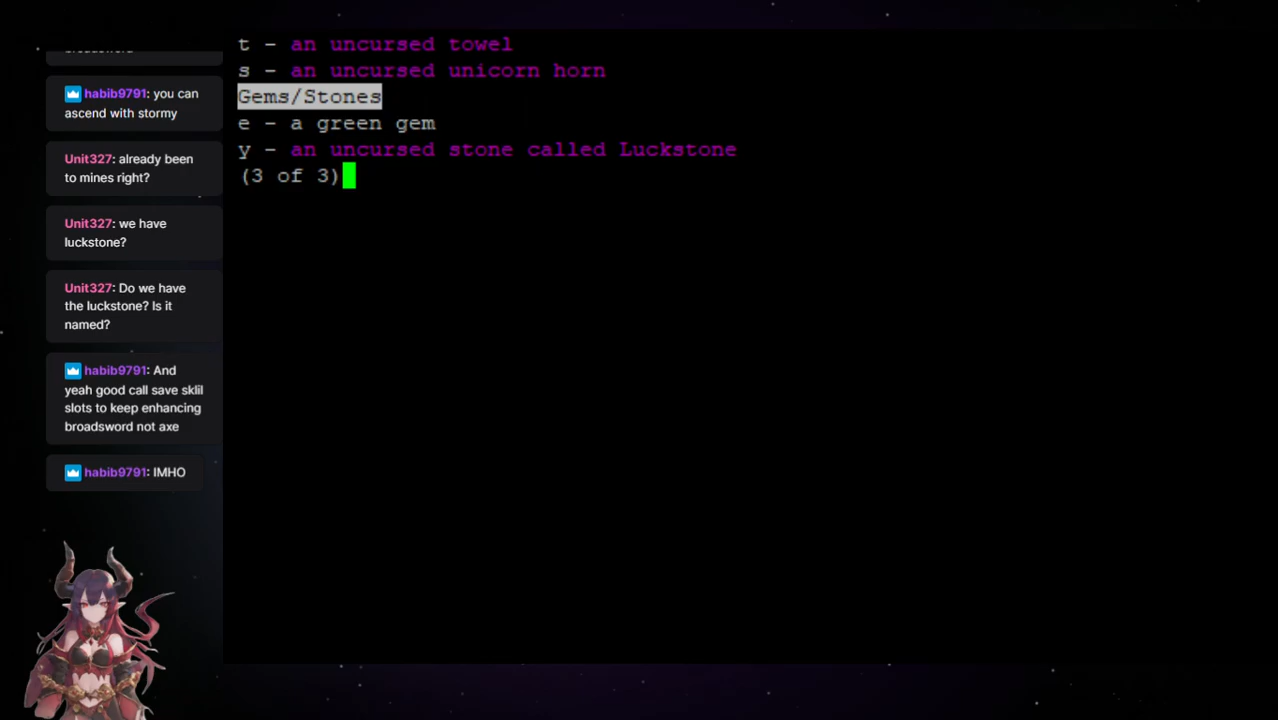 habib9791: you can
ascend with stormy
Unit327: already been
to mines right?
Unit327: we have
luckstone?
Unit327: Do we have
the luckstone? Is it
named?
habib9791: And
yeah good call save sklil
slots to keep enhancing
broadsword not axe
habib9791: IMHO
t - an uncursed towel
s - an uncursed unicorn horn
Gems/Stones
e - a green gem
y - an uncursed stone called Luckstone
(3 of 3)